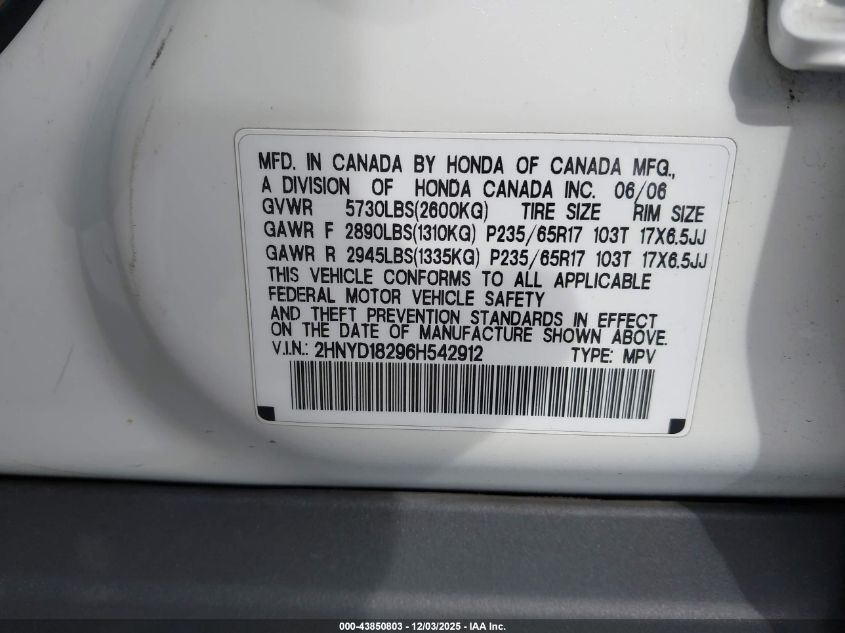 MFD. IN CANADA BY HONDA OF CANADA MFG.,
A DIVISION OF HONDA CANADA INC. 06/06
GVWR 5730LBS(2600KG) TIRE SIZE RIM SIZE
GAWR F 2890LBS(1310KG) P235/65R17 103T 17X6.5JJ
GAWR R 2945LBS(1335KG) P235/65R17 103T 17X6.5JJ
THIS VEHICLE CONFORMS TO ALL APPLICABLE
FEDERAL MOTOR VEHICLE SAFETY
AND THEFT PREVENTION STANDARDS IN EFFECT
ON THE DATE OF MANUFACTURE SHOWN ABOVE.
V.I.N.: 2HNYD18296H542912 TYPE: MPV
000-43850803 - 12/03/2025 - IAA Inc.